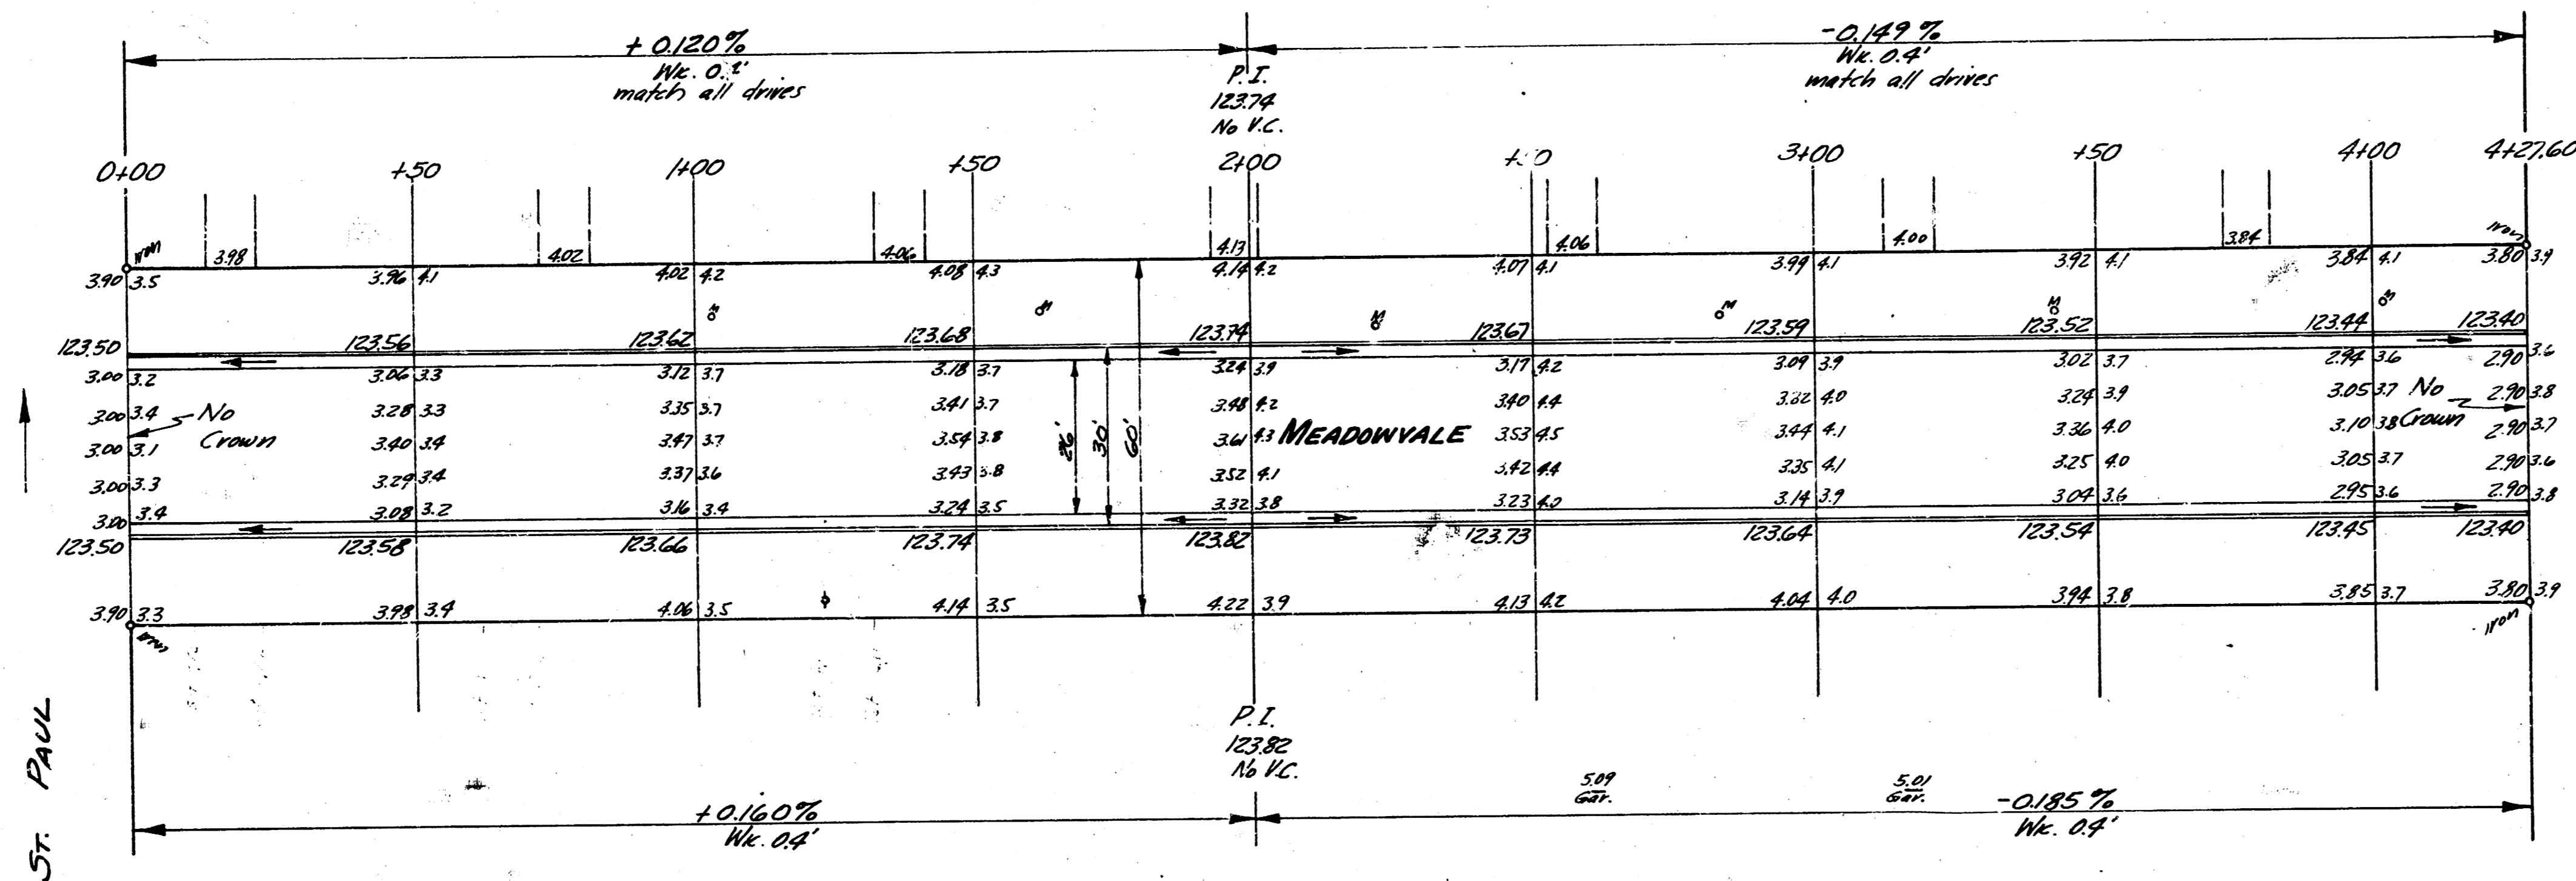 +0.120%
Wk. 0.1'
match all drives
-0.149%
Wk. 0.4'
match all drives
P.I.
123.74
No V.C.
0+00 +50 1+00 +50 2+00 3+00 +50 4+00 4+27.60
3.98 4.02 4.06 4.13 4.06 4.00 3.84
Iron Iron
3.90 3.5 3.96 4.1 4.02 4.2 4.08 4.3 4.14 4.2 4.07 4.1 3.99 4.1 3.92 4.1 3.84 4.1 3.80 3.9
M M M M M M
123.50 123.56 123.62 123.68 123.74 123.67 123.59 123.52 123.44 123.40
3.00 3.2 3.06 3.3 3.12 3.7 3.18 3.7 3.24 3.9 3.17 4.2 3.09 3.9 3.02 3.7 2.94 3.6 2.90 3.6
3.00 3.4 No 3.28 3.3 3.35 3.7 3.41 3.7 3.48 4.2 3.40 4.4 3.32 4.0 3.24 3.9 3.05 3.7 No 2.90 3.8
3.00 3.1 Crown 3.40 3.4 3.47 3.7 3.54 3.8 3.61 4.3 MEADOWVALE 3.53 4.5 3.44 4.1 3.36 4.0 3.10 3.8 Crown 2.90 3.7
26' 30' 60'
3.00 3.3 3.29 3.4 3.37 3.6 3.43 3.8 3.52 4.1 3.42 4.4 3.35 4.1 3.25 4.0 3.05 3.7 2.90 3.6
3.00 3.4 3.08 3.2 3.16 3.4 3.24 3.5 3.32 3.8 3.23 4.0 3.14 3.9 3.04 3.6 2.95 3.6 2.90 3.8
123.50 123.58 123.66 123.74 123.82 123.73 123.64 123.54 123.45 123.40
3.90 3.3 3.98 3.4 4.06 3.5 4.14 3.5 4.22 3.9 4.13 4.2 4.04 4.0 3.94 3.8 3.85 3.7 3.80 3.9
Iron Iron
ST. PAUL
P.I.
123.82
No V.C.
5.09
Gar.
5.01
Gar.
+0.160%
Wk. 0.4'
-0.185%
Wk. 0.4'